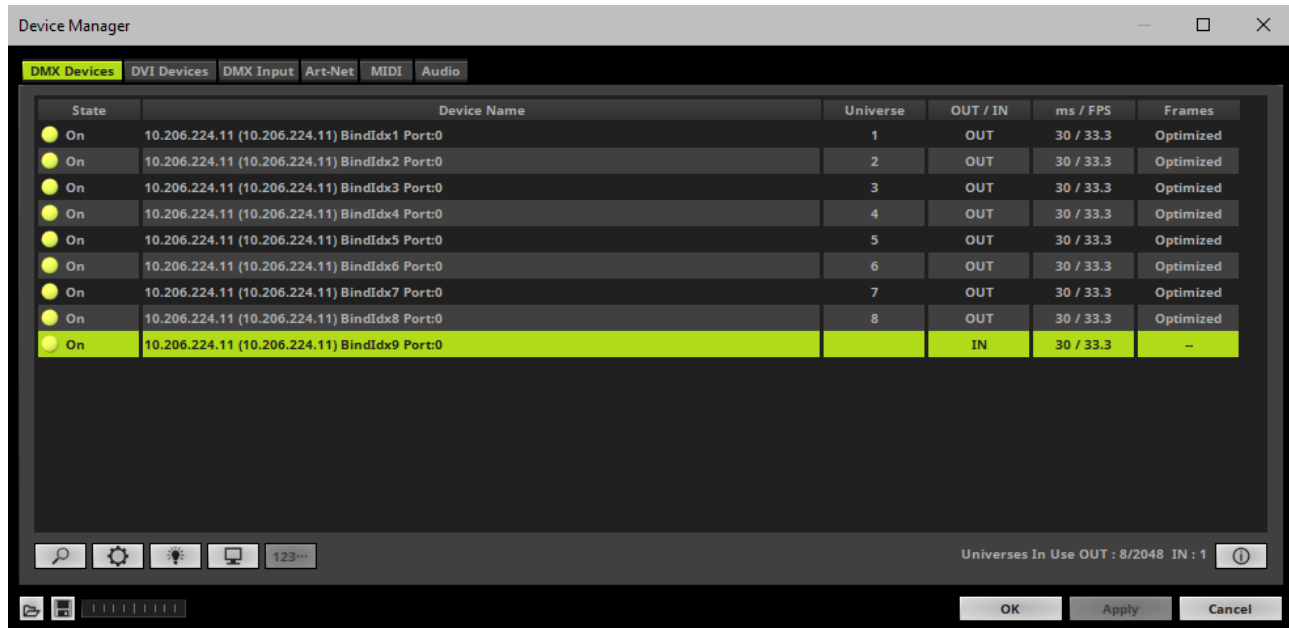 Device Manager
DMX Devices DVI Devices DMX Input Art-Net MIDI Audio
State Device Name Universe OUT / IN ms / FPS Frames
On 10.206.224.11 (10.206.224.11) BindIdx1 Port:0 1 OUT 30 / 33.3 Optimized
On 10.206.224.11 (10.206.224.11) BindIdx2 Port:0 2 OUT 30 / 33.3 Optimized
On 10.206.224.11 (10.206.224.11) BindIdx3 Port:0 3 OUT 30 / 33.3 Optimized
On 10.206.224.11 (10.206.224.11) BindIdx4 Port:0 4 OUT 30 / 33.3 Optimized
On 10.206.224.11 (10.206.224.11) BindIdx5 Port:0 5 OUT 30 / 33.3 Optimized
On 10.206.224.11 (10.206.224.11) BindIdx6 Port:0 6 OUT 30 / 33.3 Optimized
On 10.206.224.11 (10.206.224.11) BindIdx7 Port:0 7 OUT 30 / 33.3 Optimized
On 10.206.224.11 (10.206.224.11) BindIdx8 Port:0 8 OUT 30 / 33.3 Optimized
On 10.206.224.11 (10.206.224.11) BindIdx9 Port:0 IN 30 / 33.3 --
123... Universes In Use OUT : 8/2048 IN : 1
OK Apply Cancel